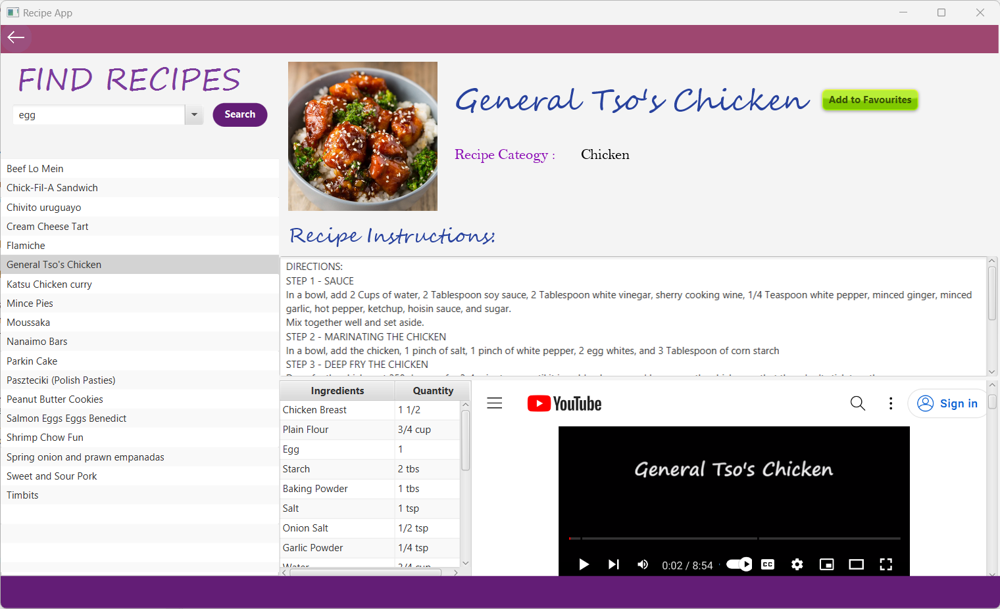 Recipe App
FIND RECIPES
egg
Search
Beef Lo Mein
Chick-Fil-A Sandwich
Chivito uruguayo
Cream Cheese Tart
Flamiche
General Tso's Chicken
Katsu Chicken curry
Mince Pies
Moussaka
Nanaimo Bars
Parkin Cake
Paszteciki (Polish Pasties)
Peanut Butter Cookies
Salmon Eggs Eggs Benedict
Shrimp Chow Fun
Spring onion and prawn empanadas
Sweet and Sour Pork
Timbits
General Tso's Chicken
Add to Favourites
Recipe Cateogy : Chicken
Recipe Instructions:
DIRECTIONS:
STEP 1 - SAUCE
In a bowl, add 2 Cups of water, 2 Tablespoon soy sauce, 2 Tablespoon white vinegar, sherry cooking wine, 1/4 Teaspoon white pepper, minced ginger, minced
garlic, hot pepper, ketchup, hoisin sauce, and sugar.
Mix together well and set aside.
STEP 2 - MARINATING THE CHICKEN
In a bowl, add the chicken, 1 pinch of salt, 1 pinch of white pepper, 2 egg whites, and 3 Tablespoon of corn starch
STEP 3 - DEEP FRY THE CHICKEN
Ingredients Quantity
Chicken Breast 1 1/2
Plain Flour 3/4 cup
Egg 1
Starch 2 tbs
Baking Powder 1 tbs
Salt 1 tsp
Onion Salt 1/2 tsp
Garlic Powder 1/4 tsp
Water 3/4 cup
YouTube
Sign in
General Tso's Chicken
0:02 / 8:54
CC